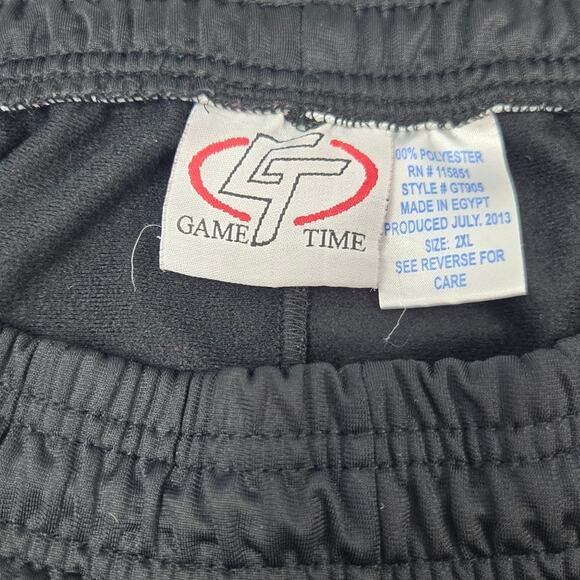 GT
GAME TIME
00% POLYESTER
RN # 115851
STYLE # GT905
MADE IN EGYPT
PRODUCED JULY. 2013
SIZE: 2XL
SEE REVERSE FOR
CARE